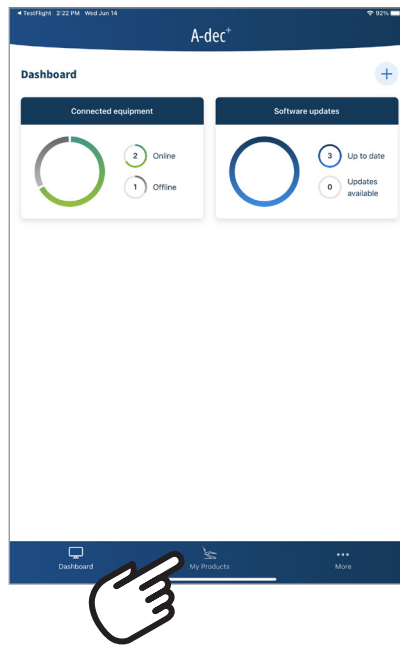 ◀ TestFlight 2:22 PM Wed Jun 14 92%
A-dec+
Dashboard
+
Connected equipment
Software updates
2 Online
3 Up to date
1 Offline
0 Updates
available
Dashboard
My Products
More